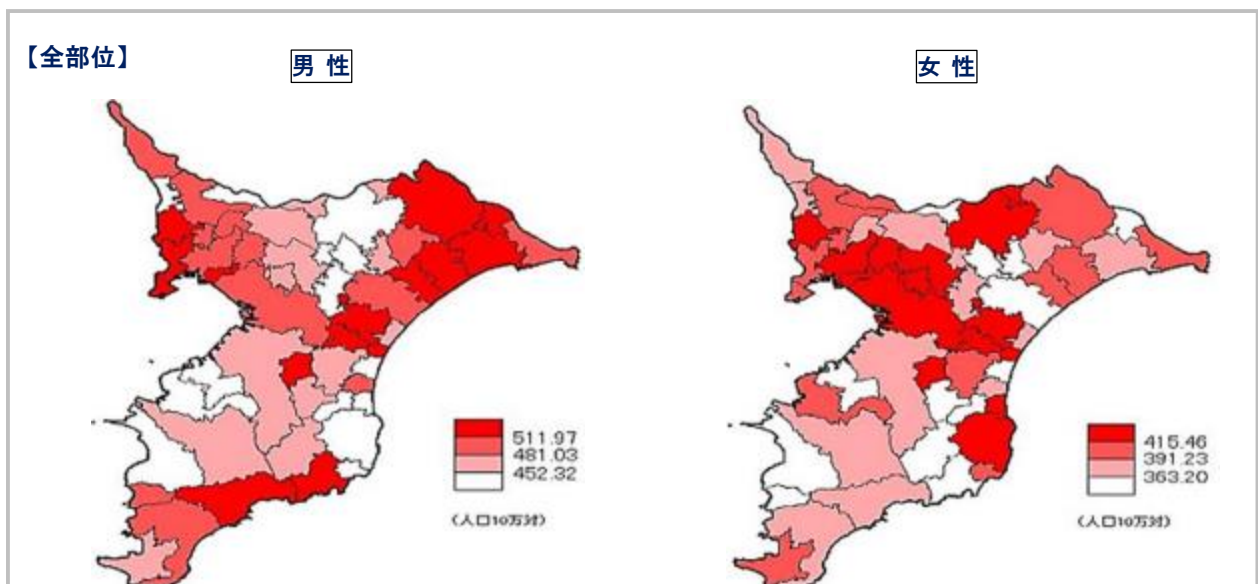 【全部位】
男 性
女 性
511.97
481.03
452.32
(人口10万対)
415.46
391.23
363.20
(人口10万対)